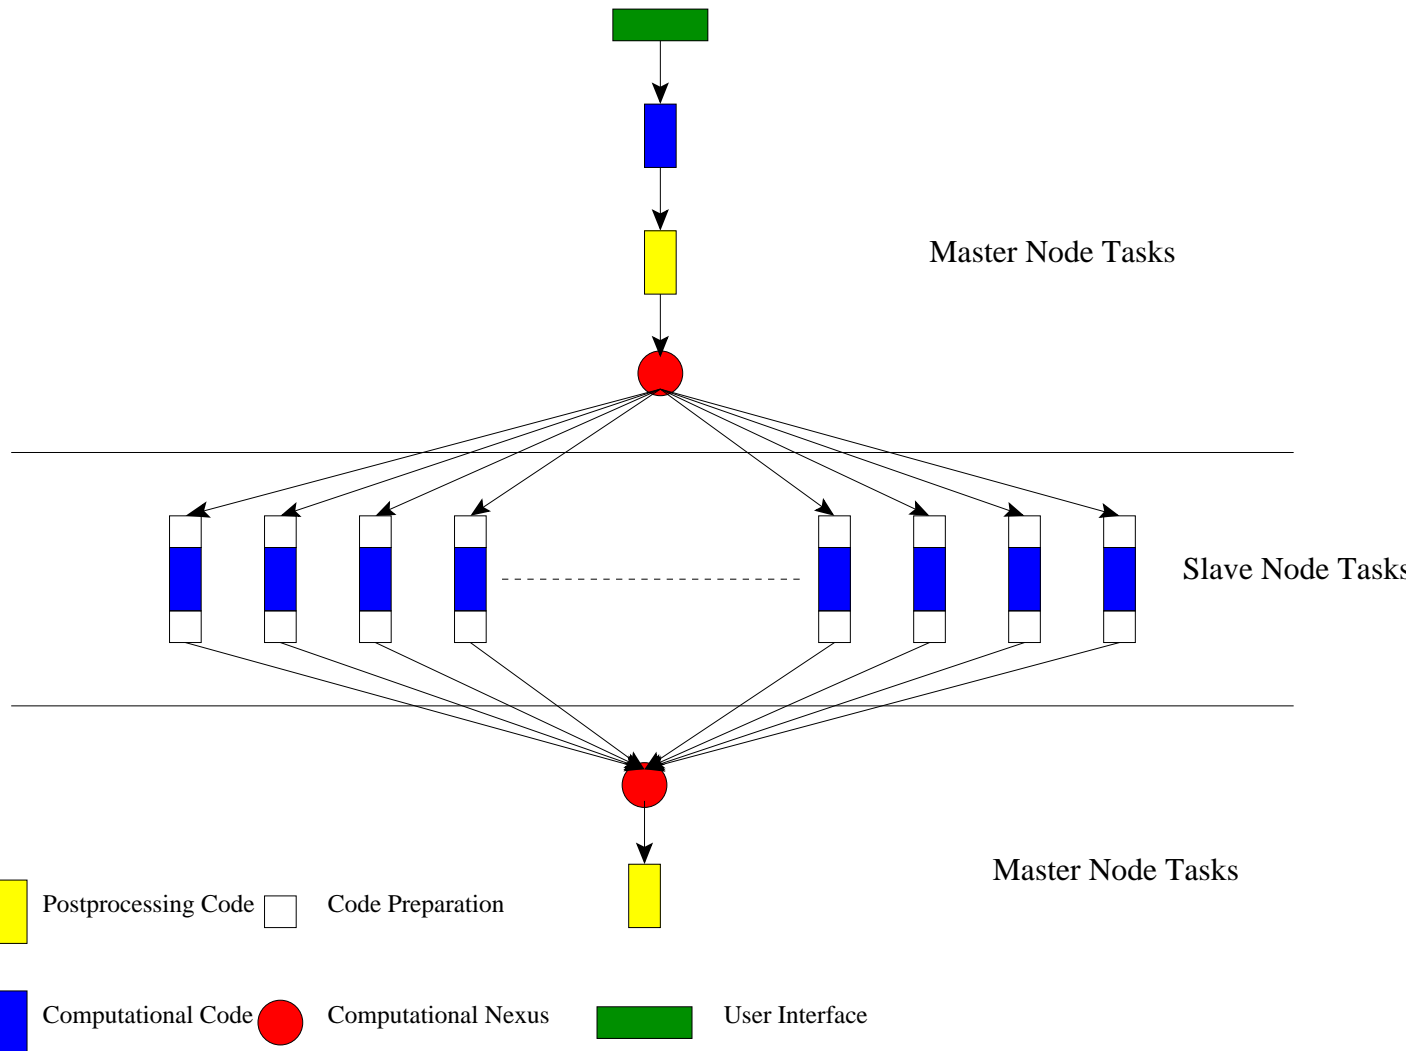 Master Node Tasks
Slave Node Tasks
Master Node Tasks
Postprocessing Code
Code Preparation
Computational Code
Computational Nexus
User Interface